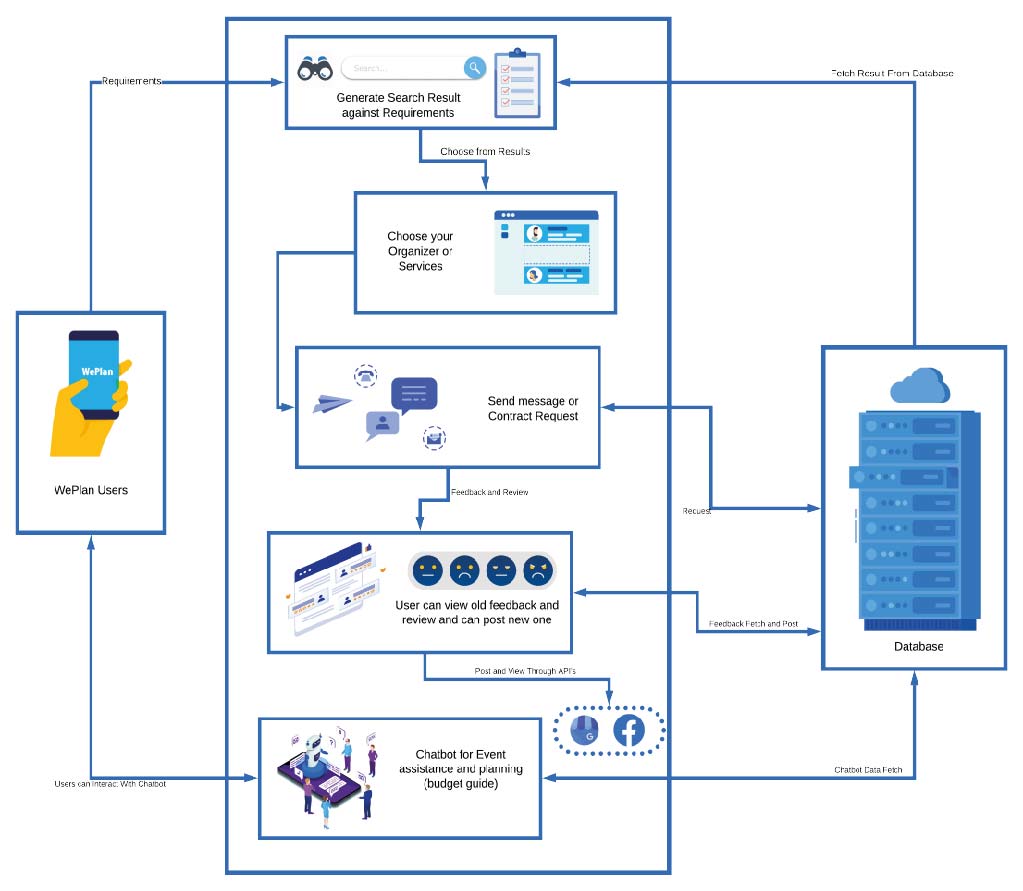 Search...
Generate Search Result
against Requirements
Requirements
Fetch Result From Database
Choose from Results
Choose your
Organizer or
Services
WePlan
WePlan Users
Send message or
Contract Request
Feedback and Review
Request
User can view old feedback and
review and can post new one
Feedback Fetch and Post
Database
Post and View Through API's
G
f
Chatbot for Event
assistance and planning
(budget guide)
Users can Interact With Chatbot
Chatbot Data Fetch